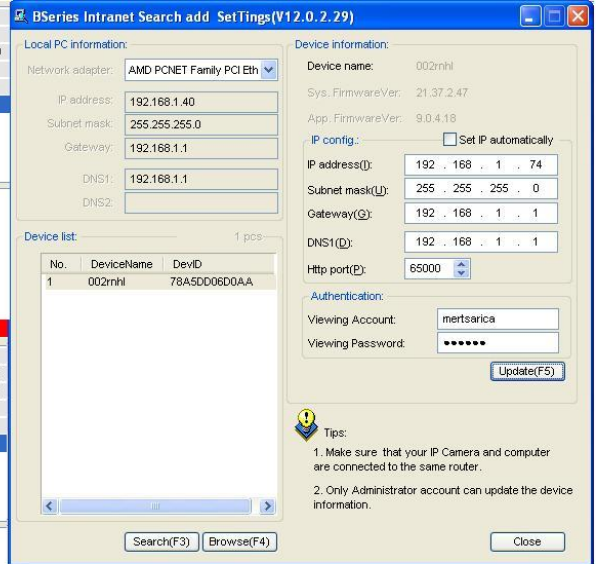 BSeries Intranet Search add SetTings(V12.0.2.29)
Local PC information:
Network adapter: AMD PCNET Family PCI Eth
IP address: 192.168.1.40
Subnet mask: 255.255.255.0
Gateway: 192.168.1.1
DNS1: 192.168.1.1
DNS2:
Device list: 1 pcs
No. DeviceName DevID
1 002rnhl 78A5DD06D0AA
Search(F3) Browse(F4)
Device information:
Device name: 002rnhl
Sys. FirmwareVer: 21.37.2.47
App. FirmwareVer: 9.0.4.18
IP config.: Set IP automatically
IP address(I): 192 . 168 . 1 . 74
Subnet mask(U): 255 . 255 . 255 . 0
Gateway(G): 192 . 168 . 1 . 1
DNS1(D): 192 . 168 . 1 . 1
Http port(P): 65000
Authentication:
Viewing Account: mertsarica
Viewing Password: ••••••
Update(F5)
Tips:
1. Make sure that your IP Camera and computer
are connected to the same router.
2. Only Administrator account can update the device
information.
Close